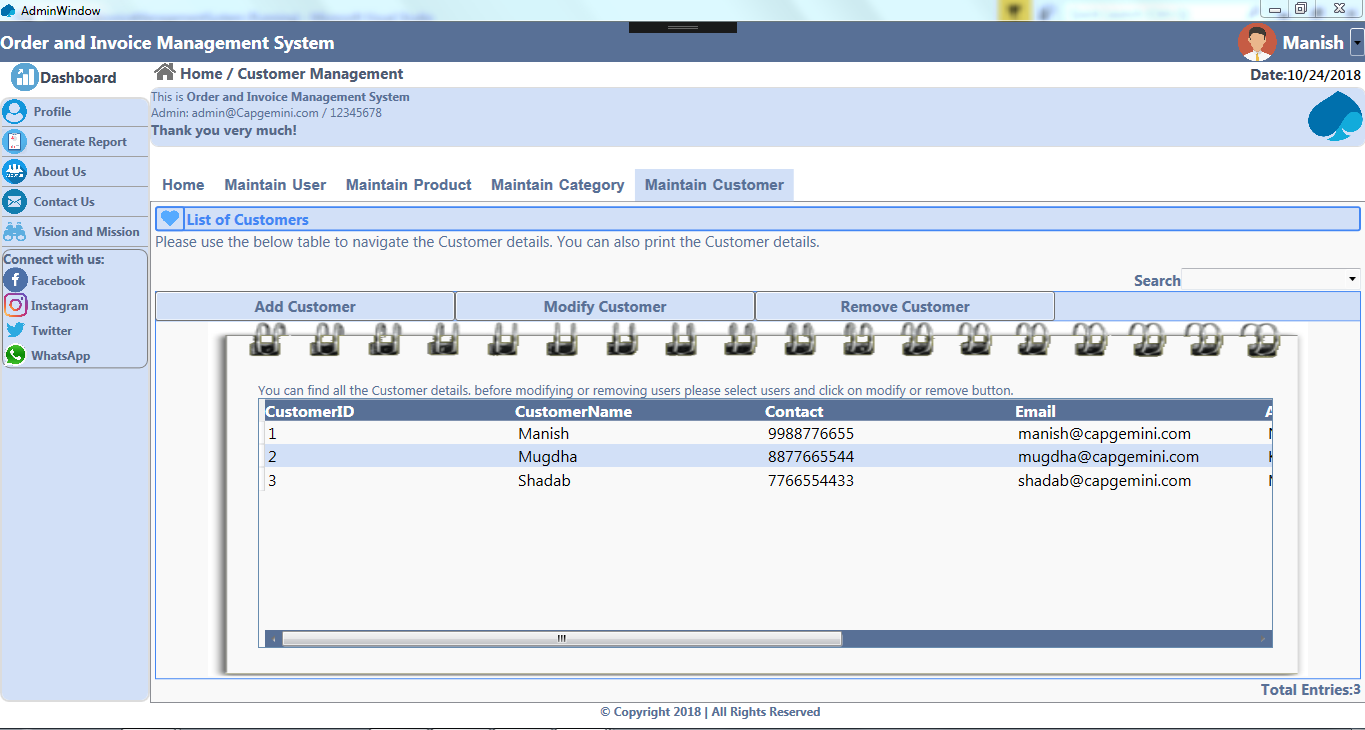 AdminWindow
Order and Invoice Management System
Manish
Dashboard
Home / Customer Management
Date:10/24/2018
This is Order and Invoice Management System
Admin: admin@Capgemini.com / 12345678
Thank you very much!
Profile
Generate Report
About Us
Contact Us
Vision and Mission
Connect with us:
Facebook
Instagram
Twitter
WhatsApp
Home Maintain User Maintain Product Maintain Category Maintain Customer
List of Customers
Please use the below table to navigate the Customer details. You can also print the Customer details.
Search
Add Customer Modify Customer Remove Customer
You can find all the Customer details. before modifying or removing users please select users and click on modify or remove button.
CustomerID CustomerName Contact Email
1 Manish 9988776655 manish@capgemini.com
2 Mugdha 8877665544 mugdha@capgemini.com
3 Shadab 7766554433 shadab@capgemini.com
Total Entries:3
© Copyright 2018 | All Rights Reserved